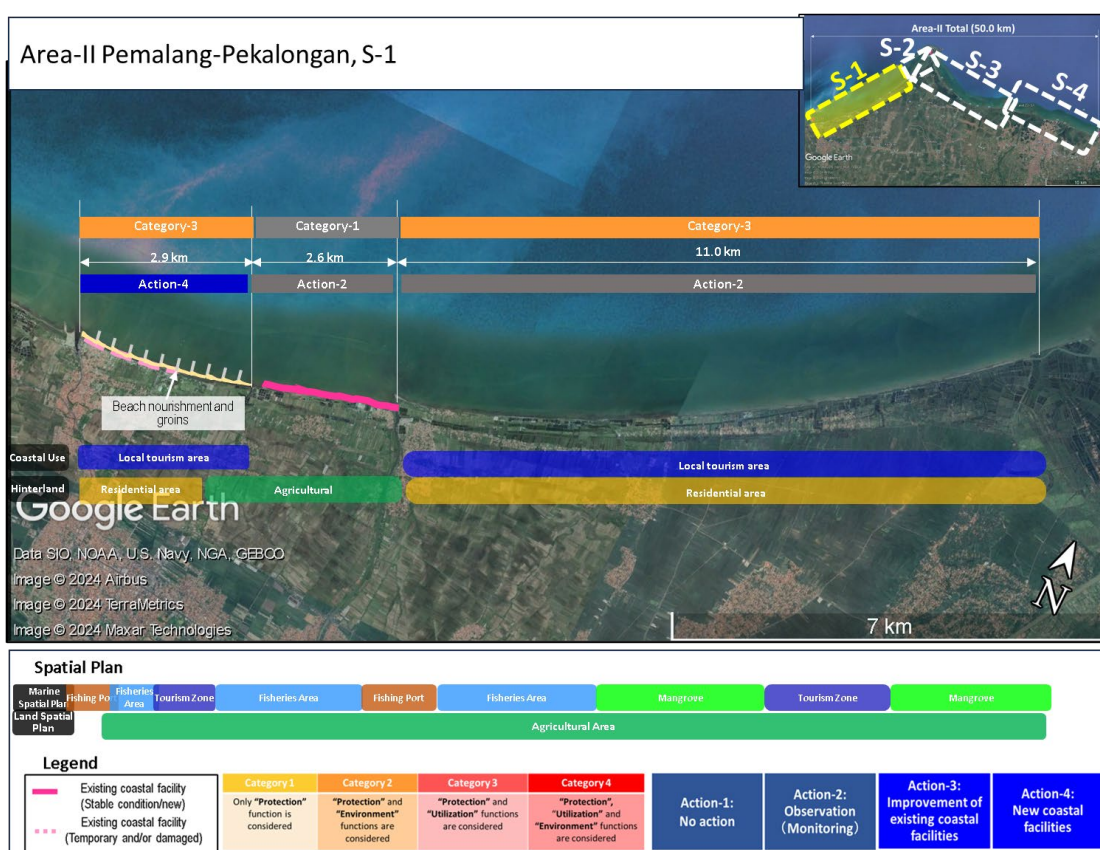 Area-II Pemalang-Pekalongan, S-1
Area-II Total (50.0 km)
S-1
S-2
S-3
S-4
Google Earth
Category-3
Category-1
Category-3
2.9 km
2.6 km
11.0 km
Action-4
Action-2
Action-2
Beach nourishment and
groins
Coastal Use
Local tourism area
Local tourism area
Hinterland
Residential area
Agricultural
Residential area
Google Earth
Data SIO, NOAA, U.S. Navy, NGA, GEBCO
Image © 2024 Airbus
Image © 2024 TerraMetrics
Image © 2024 Maxar Technologies
N
7 km
Spatial Plan
Marine
Spatial Plan
Fishing Po
Fisheries
Area
Tourism Zone
Fisheries Area
Fishing Port
Fisheries Area
Mangrove
Tourism Zone
Mangrove
Land Spatial
Plan
Agricultural Area
Legend
Existing coastal facility
(Stable condition/new)
Existing coastal facility
(Temporary and/or damaged)
Category 1
Only “Protection”
function is
considered
Category 2
“Protection” and
“Environment”
functions are
considered
Category 3
“Protection” and
“Utilization” functions
are considered
Category 4
“Protection”,
“Utilization” and
“Environment” functions
are considered
Action-1:
No action
Action-2:
Observation
(Monitoring)
Action-3:
Improvement of
existing coastal
facilities
Action-4:
New coastal
facilities